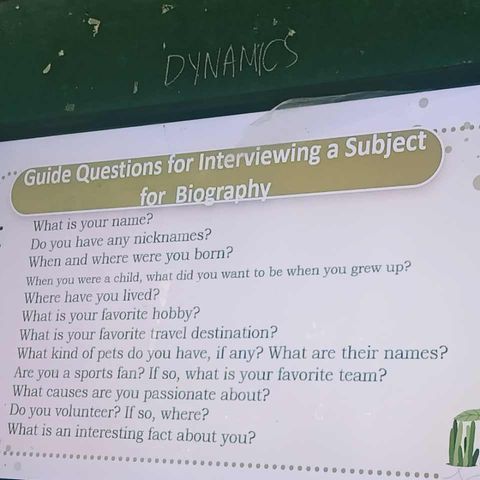 DYNAMICS
Guide Questions for Interviewing a Subject
for Biography
What is your name?
Do you have any nicknames?
When and where were you born?
When you were a child, what did you want to be when you grew up?
Where have you lived?
What is your favorite hobby?
What is your favorite travel destination?
What kind of pets do you have, if any? What are their names?
Are you a sports fan? If so, what is your favorite team?
What causes are you passionate about?
Do you volunteer? If so, where?
What is an interesting fact about you?